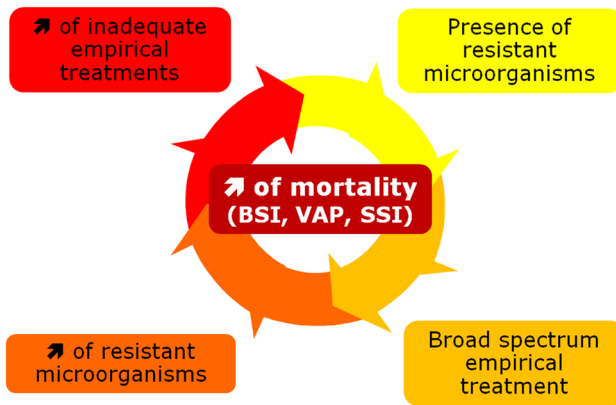 ↗ of inadequate
empirical
treatments
Presence of
resistant
microorganisms
↗ of mortality
(BSI, VAP, SSI)
↗ of resistant
microorganisms
Broad spectrum
empirical
treatment